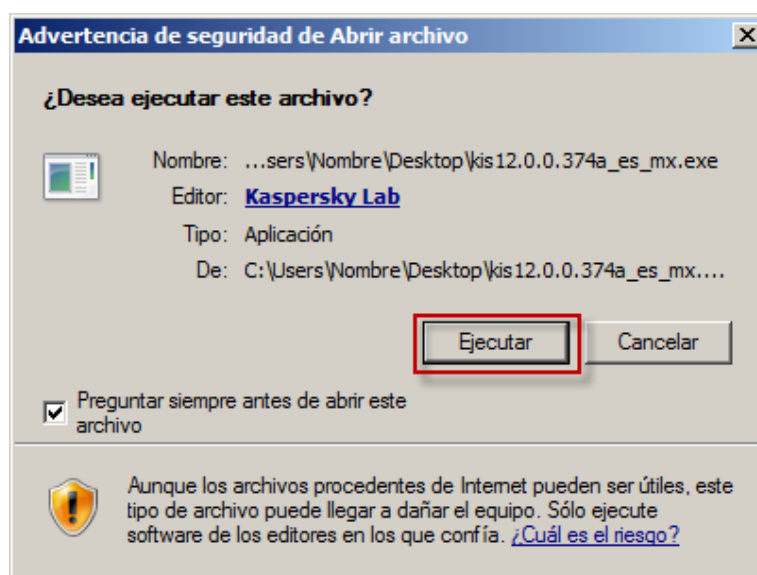 Advertencia de seguridad de Abrir archivo
¿Desea ejecutar este archivo?
Nombre: ...sers\Nombre\Desktop\kis12.0.0.374a_es_mx.exe
Editor: Kaspersky Lab
Tipo: Aplicación
De: C:\Users\Nombre\Desktop\kis12.0.0.374a_es_mx....
Ejecutar Cancelar
Preguntar siempre antes de abrir este
archivo
Aunque los archivos procedentes de Internet pueden ser útiles, este
tipo de archivo puede llegar a dañar el equipo. Sólo ejecute
software de los editores en los que confía. ¿Cuál es el riesgo?